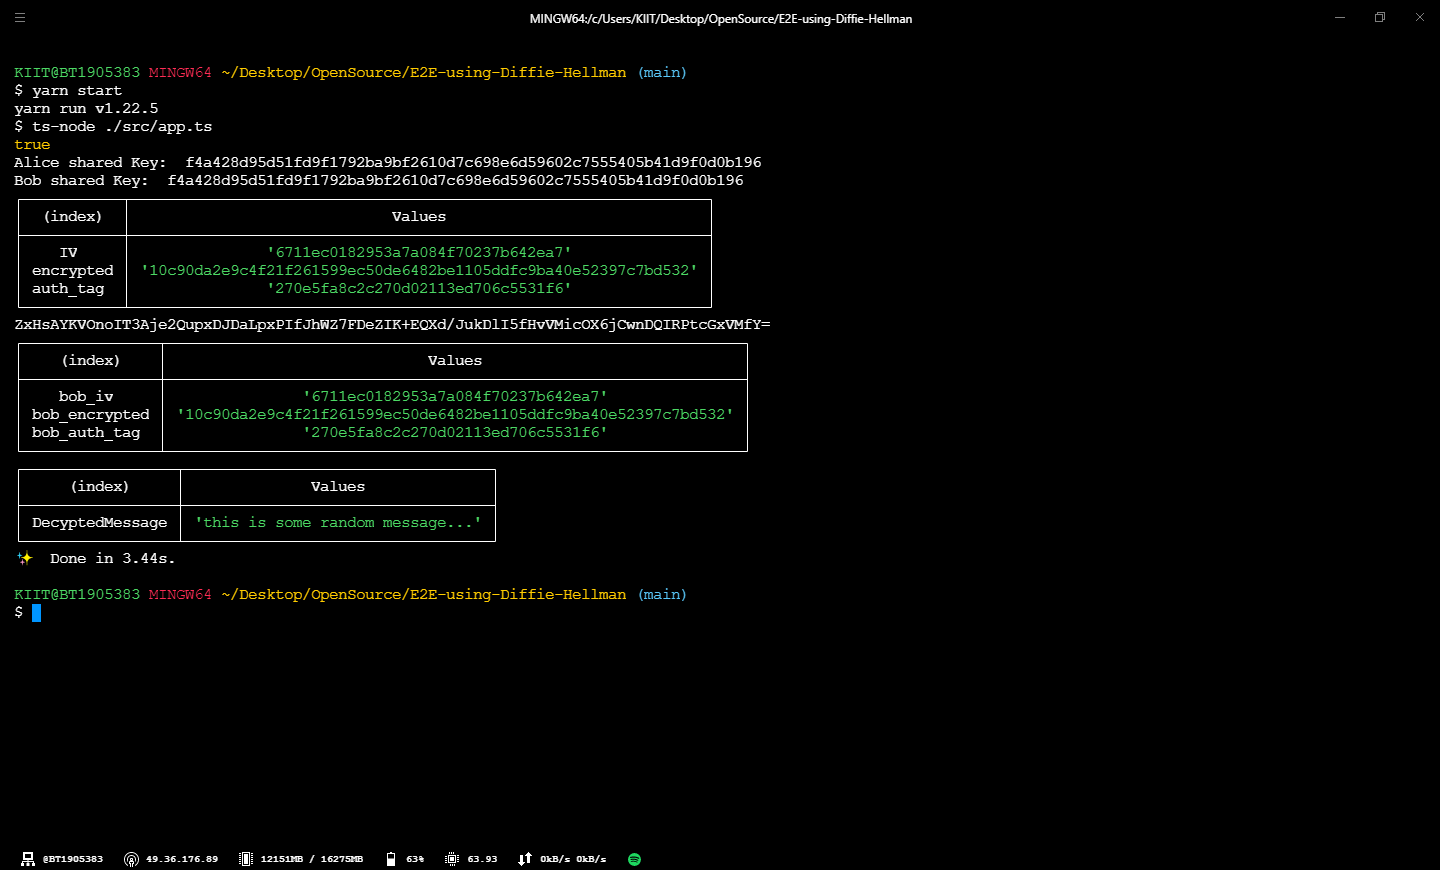 MINGW64:/c/Users/KIIT/Desktop/OpenSource/E2E-using-Diffie-Hellman
KIIT@BT1905383 MINGW64 ~/Desktop/OpenSource/E2E-using-Diffie-Hellman (main)
$ yarn start
yarn run v1.22.5
$ ts-node ./src/app.ts
true
Alice shared Key:  f4a428d95d51fd9f1792ba9bf2610d7c698e6d59602c7555405b41d9f0d0b196
Bob shared Key:  f4a428d95d51fd9f1792ba9bf2610d7c698e6d59602c7555405b41d9f0d0b196
(index) Values
IV '6711ec0182953a7a084f70237b642ea7'
encrypted '10c90da2e9c4f21f261599ec50de6482be1105ddfc9ba40e52397c7bd532'
auth_tag '270e5fa8c2c270d02113ed706c5531f6'
ZxHsAYKVOnoIT3Aje2QupxDJDaLpxPIfJhWZ7FDeZIK+EQXd/JukDlI5fHvVMicOX6jCwnDQIRPtcGxVMfY=
(index) Values
bob_iv '6711ec0182953a7a084f70237b642ea7'
bob_encrypted '10c90da2e9c4f21f261599ec50de6482be1105ddfc9ba40e52397c7bd532'
bob_auth_tag '270e5fa8c2c270d02113ed706c5531f6'
(index) Values
DecyptedMessage 'this is some random message...'
✨ Done in 3.44s.
KIIT@BT1905383 MINGW64 ~/Desktop/OpenSource/E2E-using-Diffie-Hellman (main)
$
@BT1905383 49.36.176.89 12151MB / 16275MB 63% 63.93 0kB/s 0kB/s